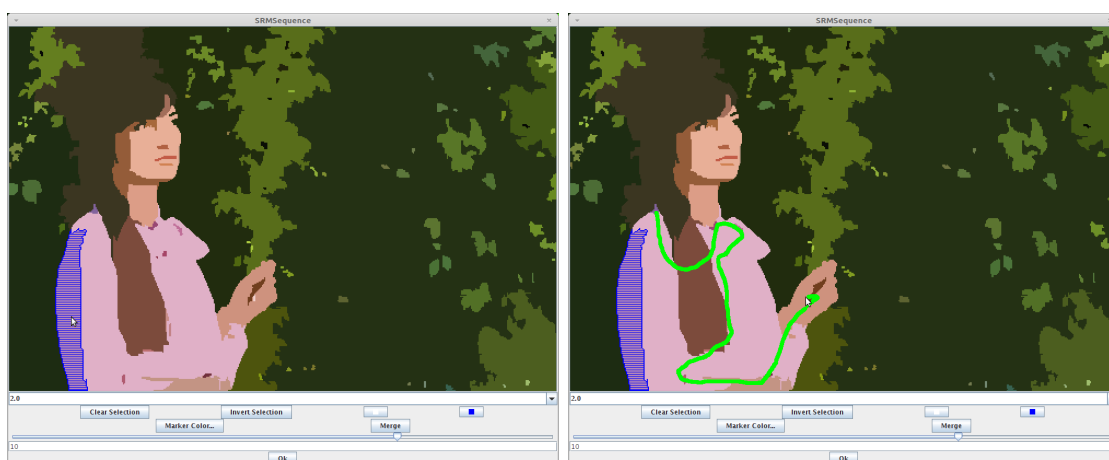 SRMSequence
2.0
Clear Selection Invert Selection
Marker Color... Merge
10
Ok
SRMSequence
2.0
Clear Selection Invert Selection
Marker Color... Merge
10
Ok